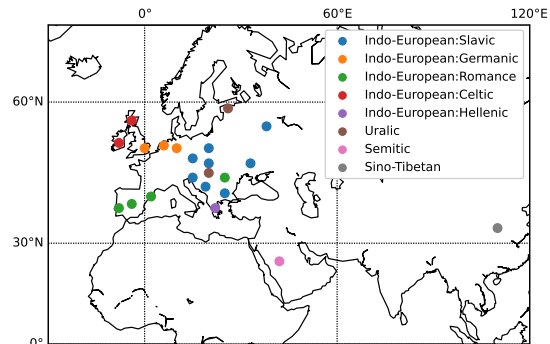 0°
60°E
120°E
Indo-European:Slavic
Indo-European:Germanic
Indo-European:Romance
Indo-European:Celtic
Indo-European:Hellenic
Uralic
Semitic
Sino-Tibetan
60°N
30°N
0°